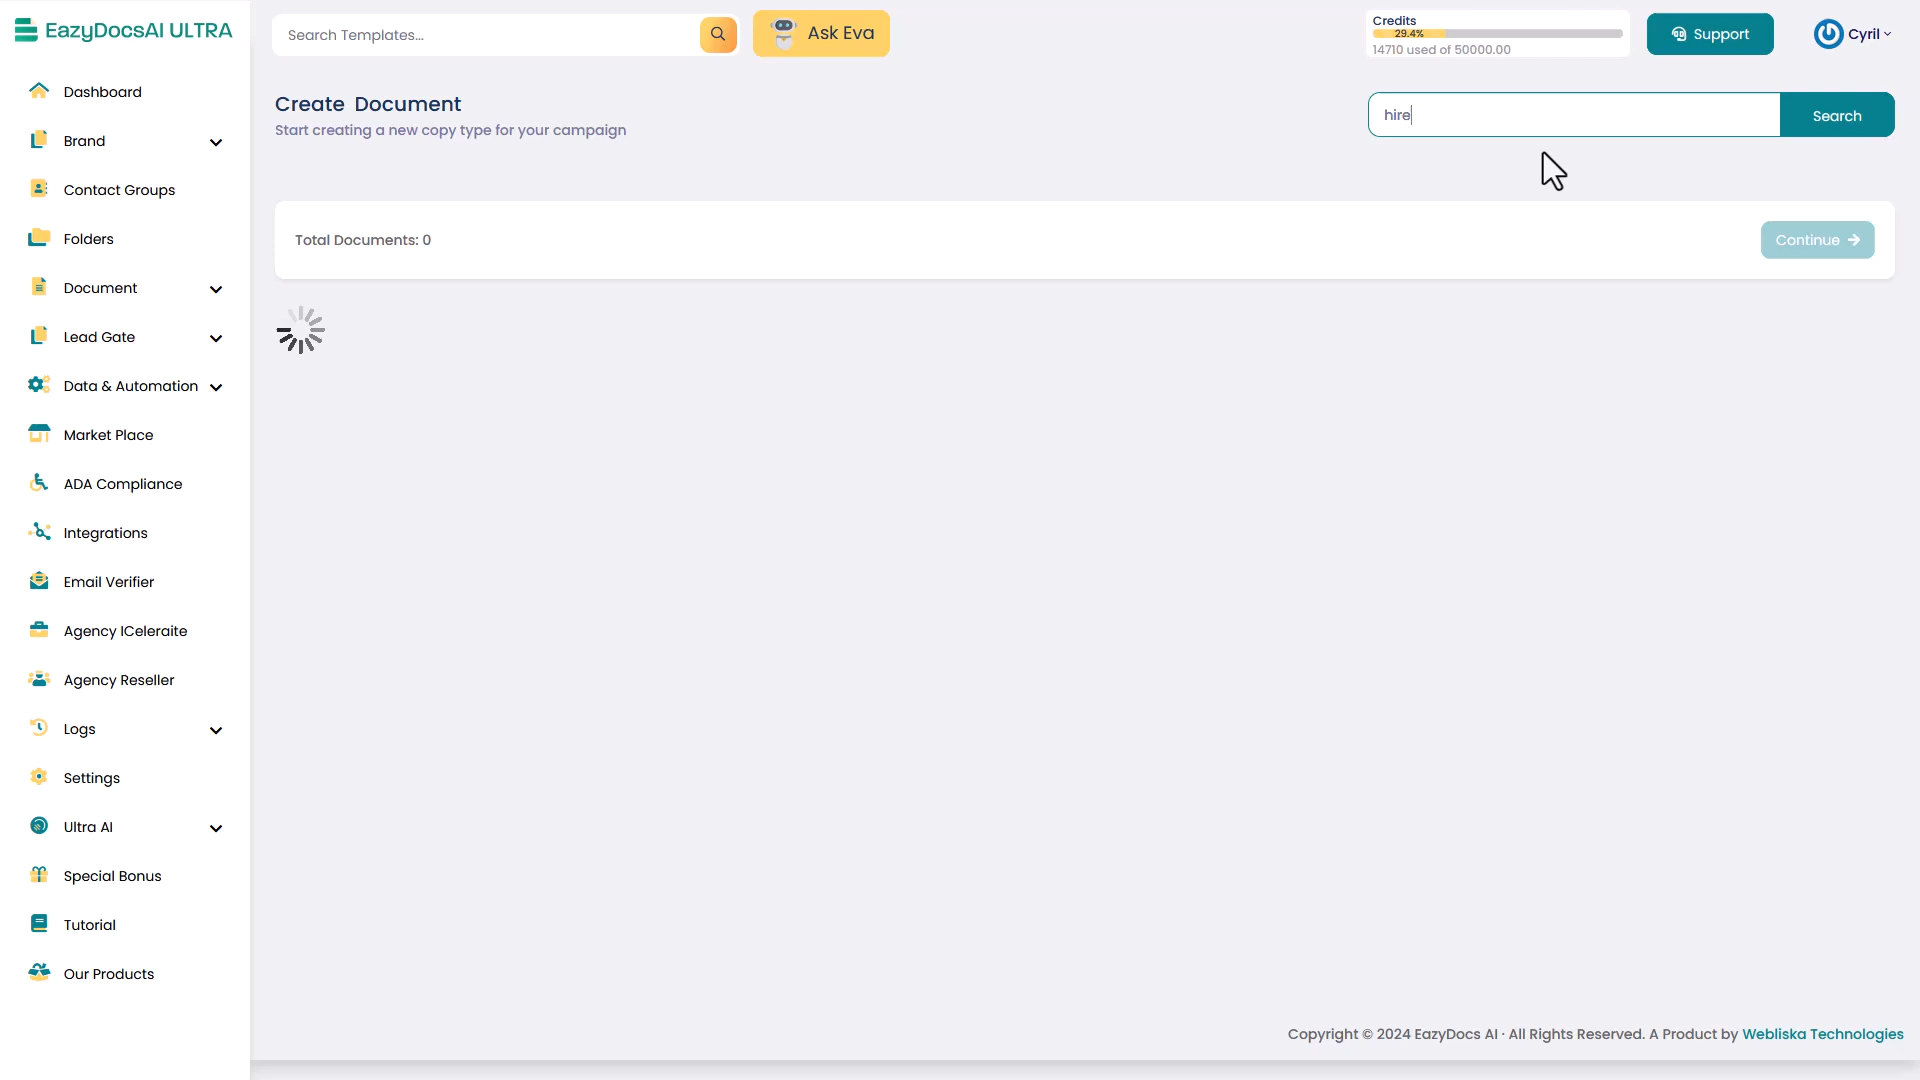 EazyDocsAI ULTRA
Search Templates...
Ask Eva
Credits
29.4%
14710 used of 50000.00
Support
Cyril
Dashboard
Brand
Contact Groups
Folders
Document
Lead Gate
Data & Automation
Market Place
ADA Compliance
Integrations
Email Verifier
Agency ICeleraite
Agency Reseller
Logs
Settings
Ultra AI
Special Bonus
Tutorial
Our Products
Create Document
Start creating a new copy type for your campaign
hire
Search
Total Documents: 0
Continue
Copyright © 2024 EazyDocs AI · All Rights Reserved. A Product by Webliska Technologies